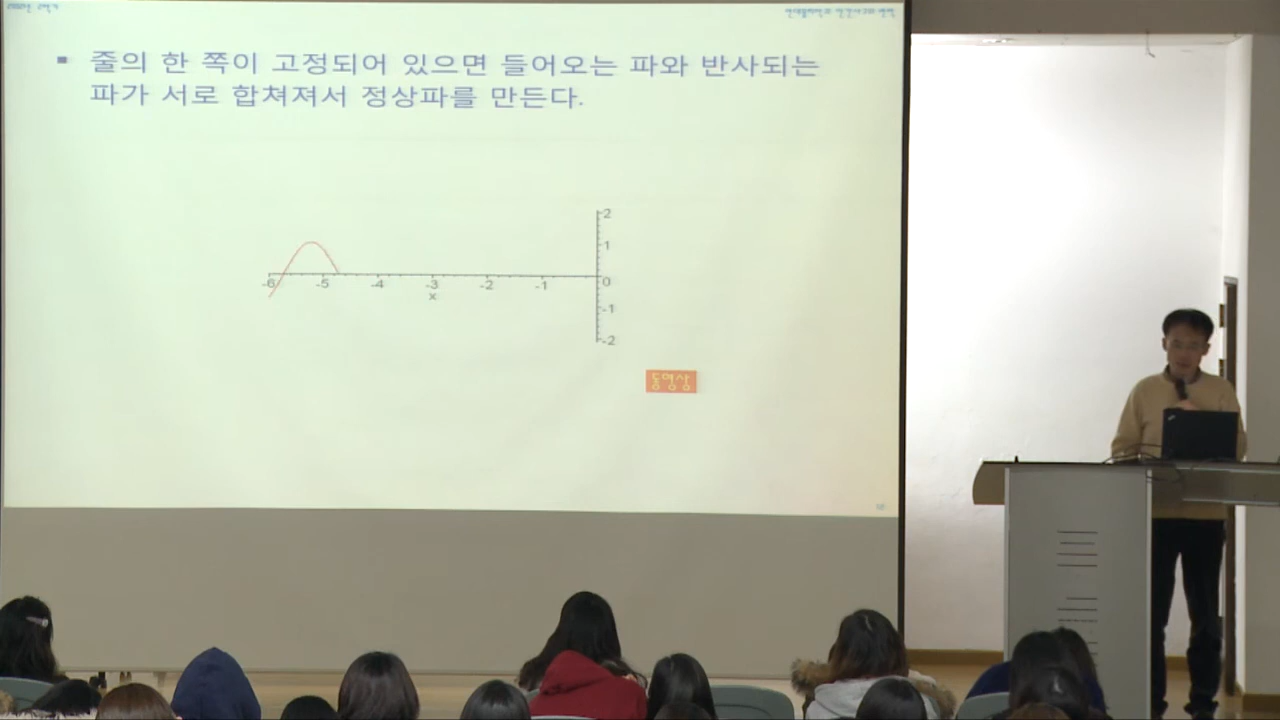 줄의 한 쪽이 고정되어 있으면 들어오는 파와 반사되는
파가 서로 합쳐져서 정상파를 만든다.
2
1
-6 -5 -4 -3 -2 -1 0
x
-1
-2
동영상